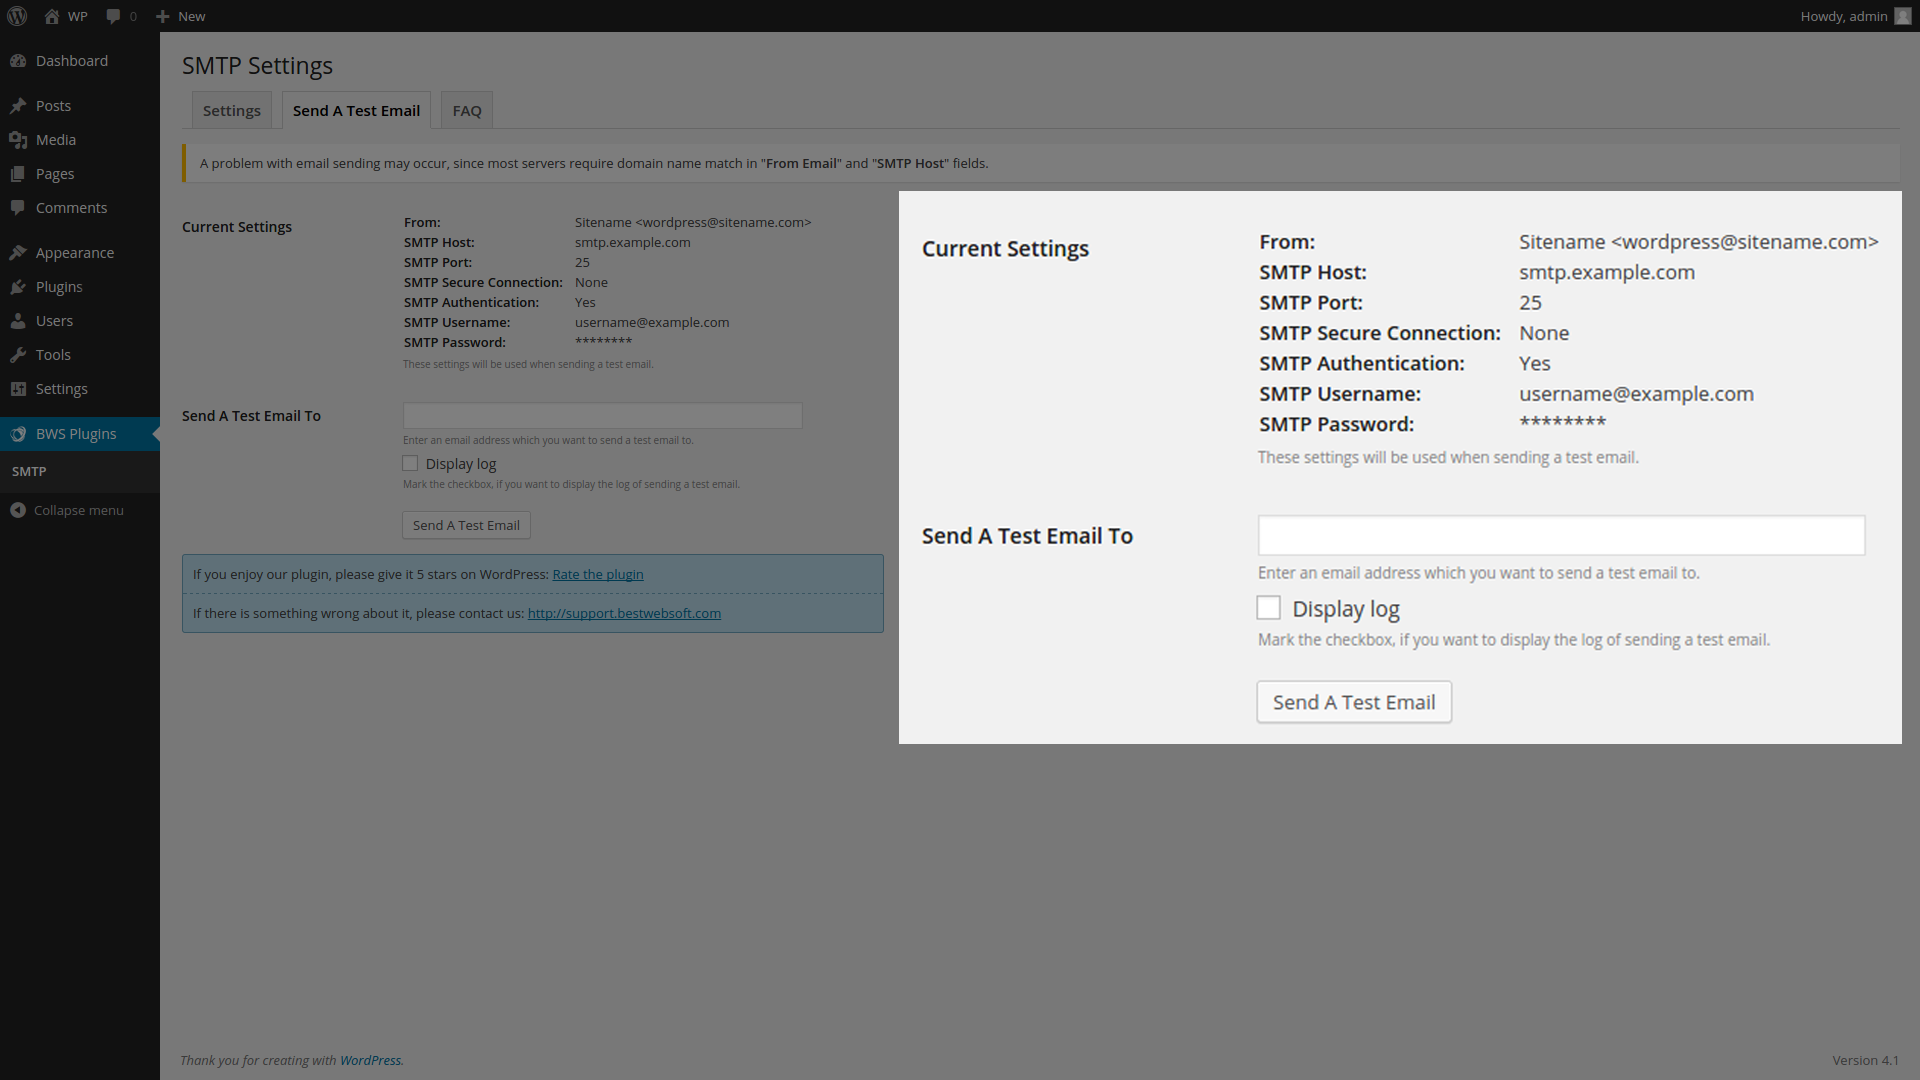 WP
0
New
Howdy, admin
Dashboard
Posts
Media
Pages
Comments
Appearance
Plugins
Users
Tools
Settings
BWS Plugins
SMTP
Collapse menu
SMTP Settings
Settings
Send A Test Email
FAQ
A problem with email sending may occur, since most servers require domain name match in "From Email" and "SMTP Host" fields.
Current Settings
From: Sitename <wordpress@sitename.com>
SMTP Host: smtp.example.com
SMTP Port: 25
SMTP Secure Connection: None
SMTP Authentication: Yes
SMTP Username: username@example.com
SMTP Password: ********
These settings will be used when sending a test email.
Send A Test Email To
Enter an email address which you want to send a test email to.
Display log
Mark the checkbox, if you want to display the log of sending a test email.
Send A Test Email
If you enjoy our plugin, please give it 5 stars on WordPress: Rate the plugin
If there is something wrong about it, please contact us: http://support.bestwebsoft.com
Current Settings
From: Sitename <wordpress@sitename.com>
SMTP Host: smtp.example.com
SMTP Port: 25
SMTP Secure Connection: None
SMTP Authentication: Yes
SMTP Username: username@example.com
SMTP Password: ********
These settings will be used when sending a test email.
Send A Test Email To
Enter an email address which you want to send a test email to.
Display log
Mark the checkbox, if you want to display the log of sending a test email.
Send A Test Email
Thank you for creating with WordPress.
Version 4.1